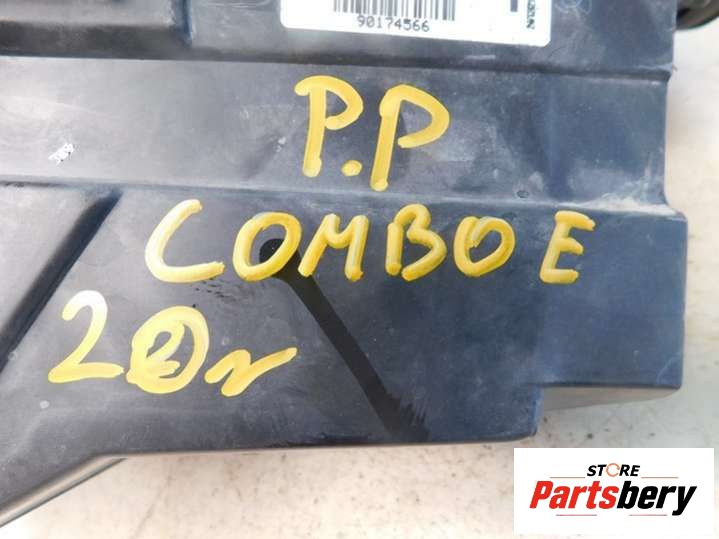 90174566
P.P
COMBO E
STORE
Partsbery